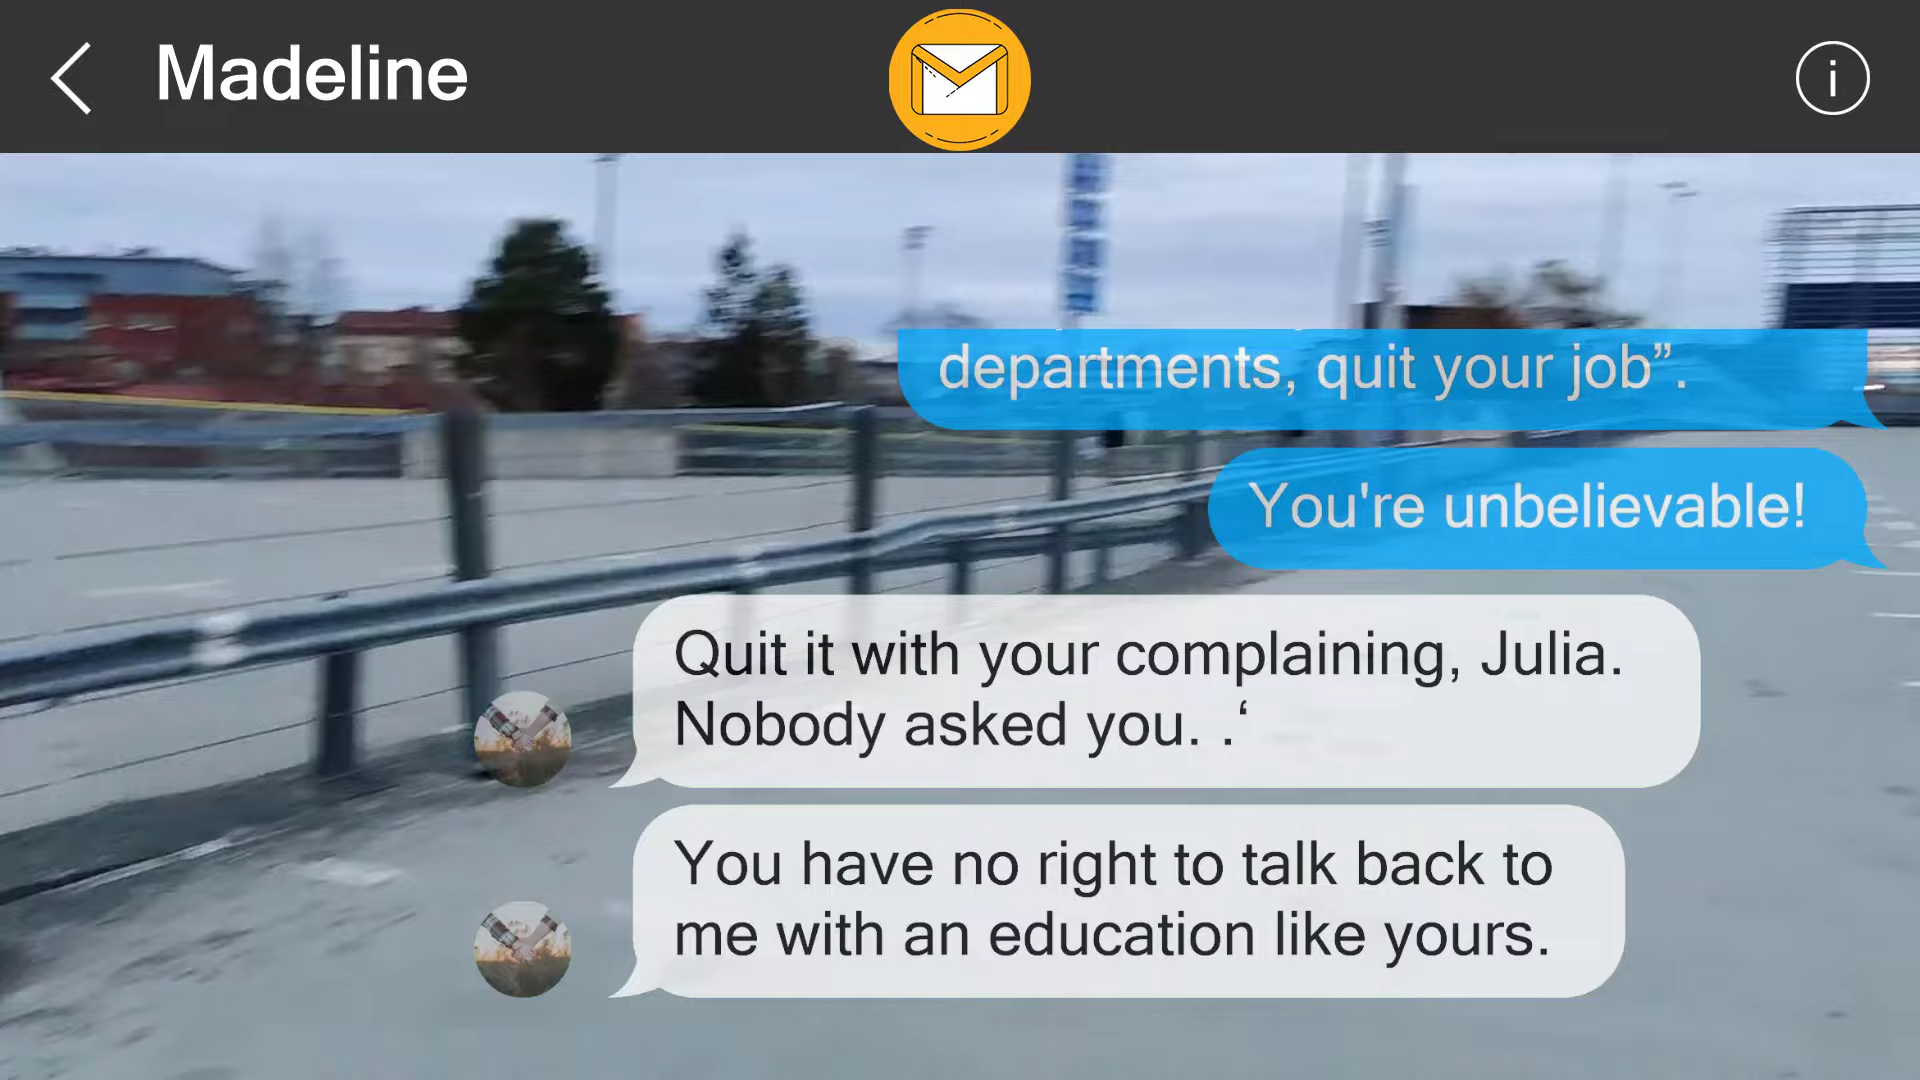 Madeline
departments, quit your job”.
You're unbelievable!
Quit it with your complaining, Julia.
Nobody asked you. .‘
You have no right to talk back to
me with an education like yours.